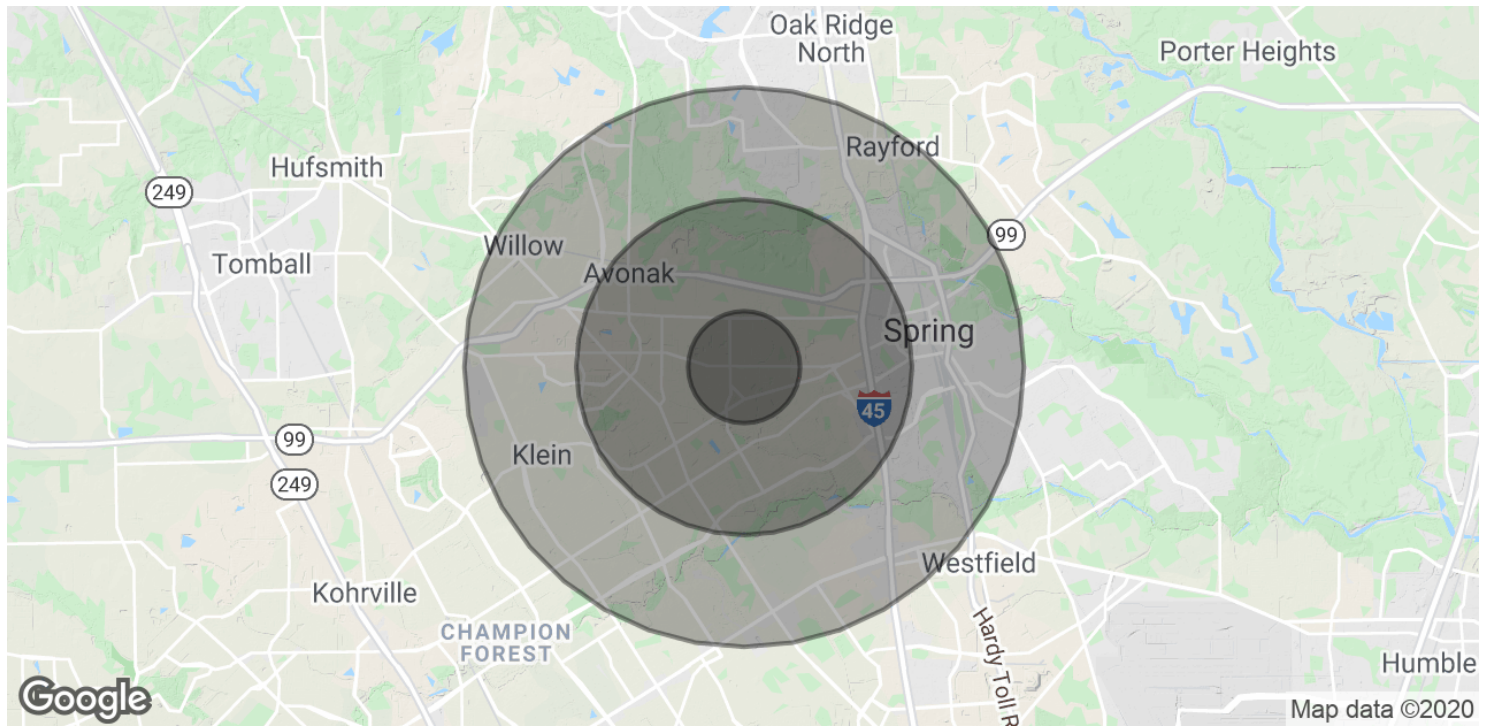 Oak Ridge
North
Porter Heights
Rayford
Hufsmith
249
99
Willow
Tomball
Avonak
Spring
45
99
Klein
249
Westfield
Kohrville
CHAMPION
FOREST
Hardy Toll R
Humble
Google
Map data ©2020